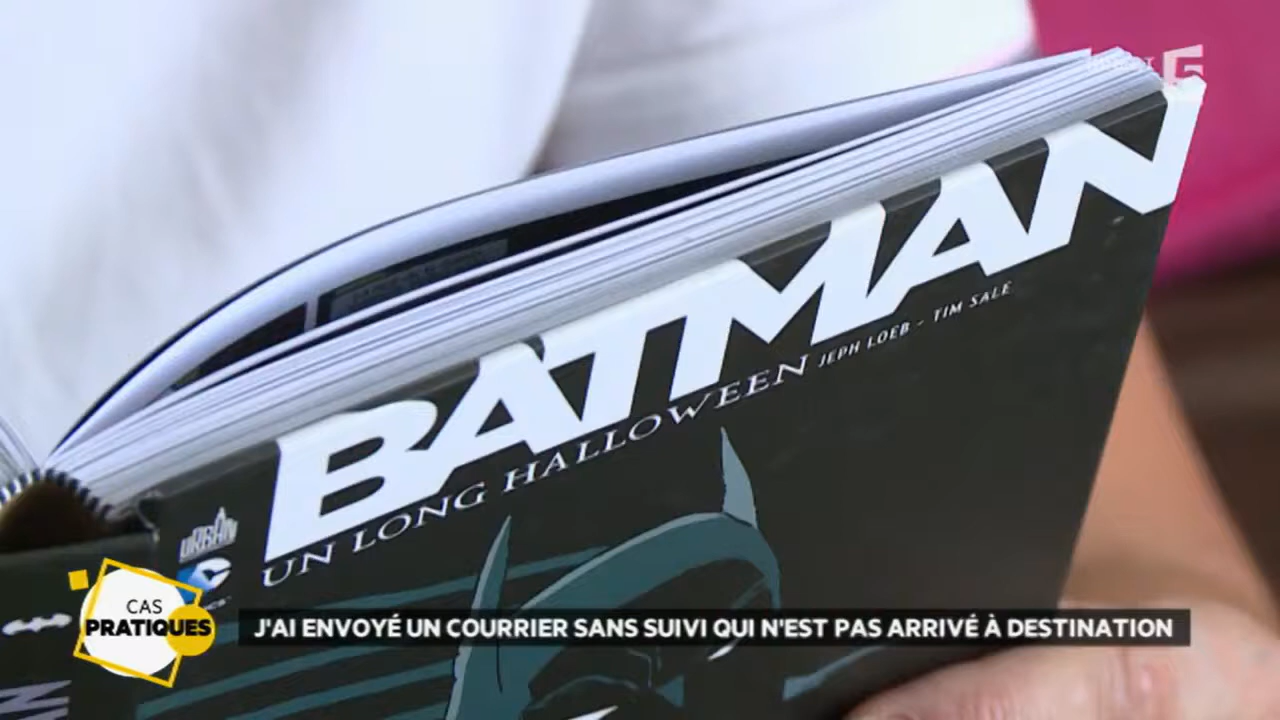 BATMAN
UN LONG HALLOWEEN JEPH LOEB - TIM SALE
URBAN
CAS
PRATIQUES
J'AI ENVOYÉ UN COURRIER SANS SUIVI QUI N'EST PAS ARRIVÉ À DESTINATION